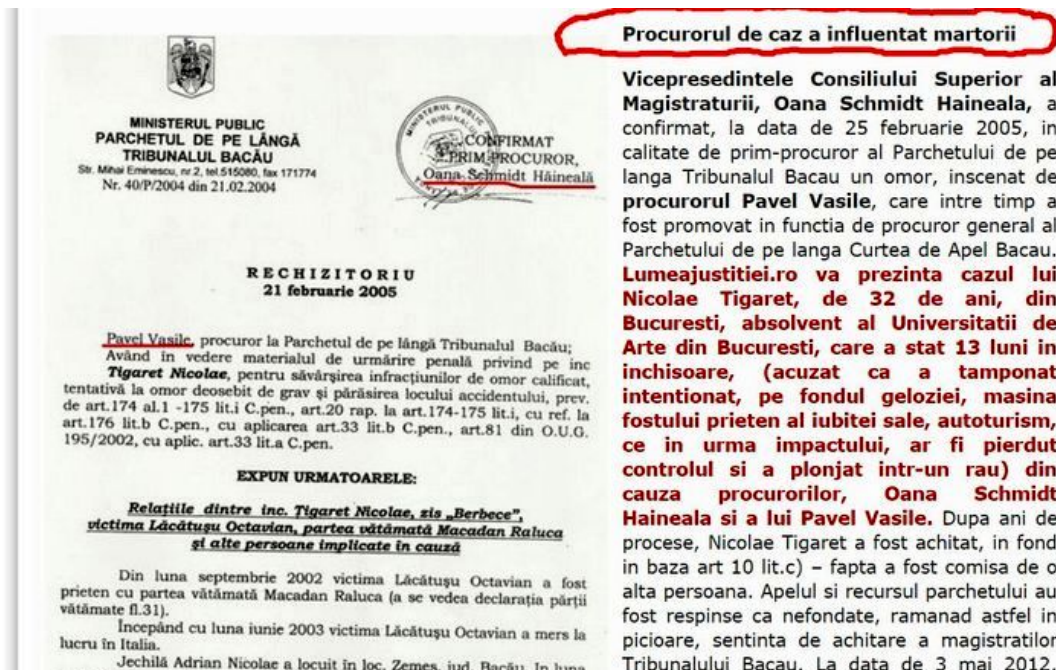 MINISTERUL PUBLIC
PARCHETUL DE PE LÂNGĂ
TRIBUNALUL BACĂU
Str. Mihai Eminescu, nr.2, tel.515080, fax 171774
Nr. 40/P/2004 din 21.02.2004
CONFIRMAT
PRIM PROCUROR,
Oana Schmidt Hăineală
RECHIZITORIU
21 februarie 2005
Pavel Vasile, procuror la Parchetul de pe lângă Tribunalul Bacău;
Având în vedere materialul de urmărire penală privind pe inc
Tigaret Nicolae, pentru săvârşirea infracţiunilor de omor calificat,
tentativă la omor deosebit de grav şi părăsirea locului accidentului, prev.
de art.174 al.1 -175 lit.i C.pen., art.20 rap. la art.174-175 lit.i, cu ref. la
art.176 lit.b C.pen., cu aplicarea art.33 lit.b C.pen., art.81 din O.U.G.
195/2002, cu aplic. art.33 lit.a C.pen.
EXPUN URMATOARELE:
Relaţiile dintre inc. Tigaret Nicolae, zis „Berbece”,
victima Lăcătuşu Octavian, partea vătămată Macadan Raluca
şi alte persoane implicate în cauză
Din luna septembrie 2002 victima Lăcătuşu Octavian a fost
prieten cu partea vătămată Macadan Raluca (a se vedea declaraţia părţii
vătămate fl.31).
Începând cu luna iunie 2003 victima Lăcătuşu Octavian a mers la
lucru în Italia.
Jechilă Adrian Nicolae a locuit în loc. Zemeş, jud. Bacău. In luna
Procurorul de caz a influentat martorii
Vicepresedintele Consiliului Superior al
Magistraturii, Oana Schmidt Haineala, a
confirmat, la data de 25 februarie 2005, in
calitate de prim-procuror al Parchetului de pe
langa Tribunalul Bacau un omor, inscenat de
procurorul Pavel Vasile, care intre timp a
fost promovat in functia de procuror general al
Parchetului de pe langa Curtea de Apel Bacau.
Lumeajustitiei.ro va prezinta cazul lui
Nicolae Tigaret, de 32 de ani, din
Bucuresti, absolvent al Universitatii de
Arte din Bucuresti, care a stat 13 luni in
inchisoare, (acuzat ca a tamponat
intentionat, pe fondul geloziei, masina
fostului prieten al iubitei sale, autoturism,
ce in urma impactului, ar fi pierdut
controlul si a plonjat intr-un rau) din
cauza procurorilor, Oana Schmidt
Haineala si a lui Pavel Vasile. Dupa ani de
procese, Nicolae Tigaret a fost achitat, in fond
in baza art 10 lit.c) – fapta a fost comisa de o
alta persoana. Apelul si recursul parchetului au
fost respinse ca nefondate, ramanad astfel in
picioare, sentinta de achitare a magistratilor
Tribunalului Bacau. La data de 3 mai 2012,